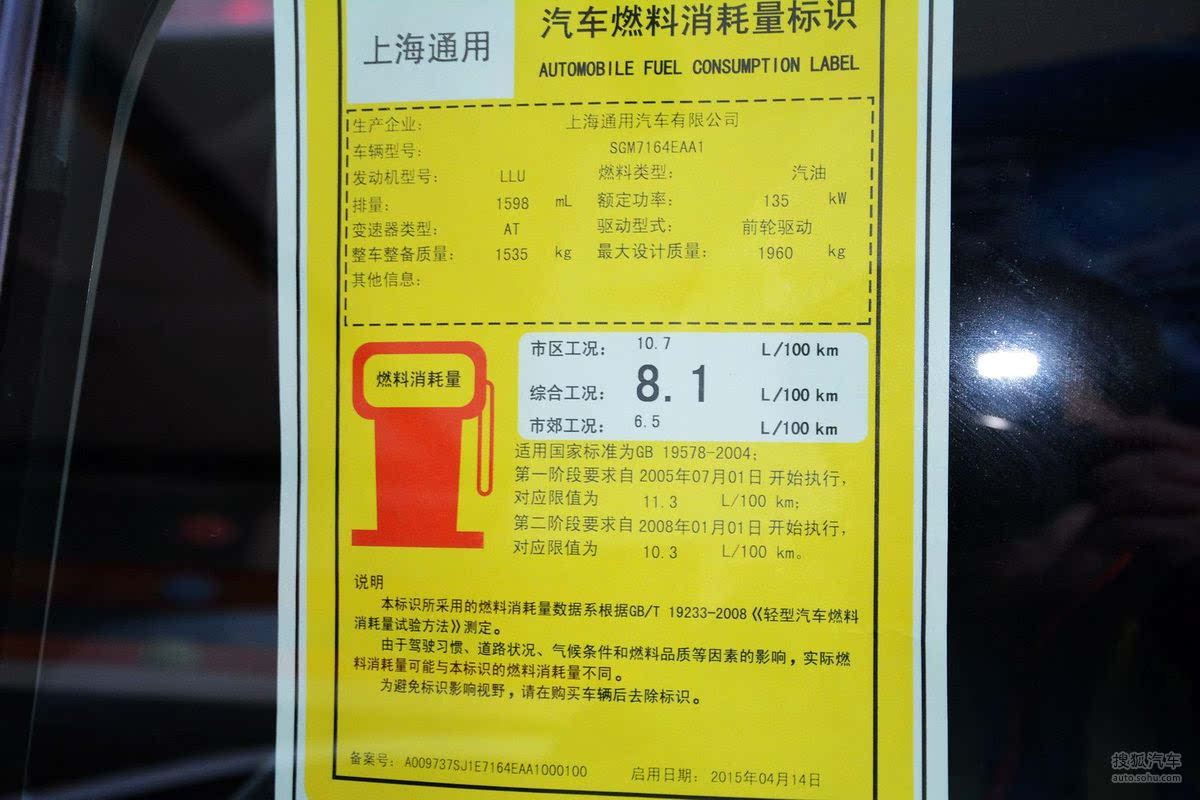 上海通用
汽车燃料消耗量标识
AUTOMOBILE FUEL CONSUMPTION LABEL
生产企业: 上海通用汽车有限公司
车辆型号: SGM7164EAA1
发动机型号: LLU 燃料类型: 汽油
排量: 1598 mL 额定功率: 135 kW
变速器类型: AT 驱动型式: 前轮驱动
整车整备质量: 1535 kg 最大设计质量: 1960 kg
其他信息:
燃料消耗量
市区工况: 10.7 L/100 km
综合工况: 8.1 L/100 km
市郊工况: 6.5 L/100 km
适用国家标准为GB 19578-2004;
第一阶段要求自 2005年07月01日 开始执行,
对应限值为 11.3 L/100 km;
第二阶段要求自 2008年01月01日 开始执行,
对应限值为 10.3 L/100 km。
说明
本标识所采用的燃料消耗量数据系根据GB/T 19233-2008《轻型汽车燃料
消耗量试验方法》测定。
由于驾驶习惯、道路状况、气候条件和燃料品质等因素的影响,实际燃
料消耗量可能与本标识的燃料消耗量不同。
为避免标识影响视野,请在购买车辆后去除标识。
备案号: A009737SJ1E7164EAA1000100 启用日期: 2015年04月14日
搜狐汽车
auto.sohu.com